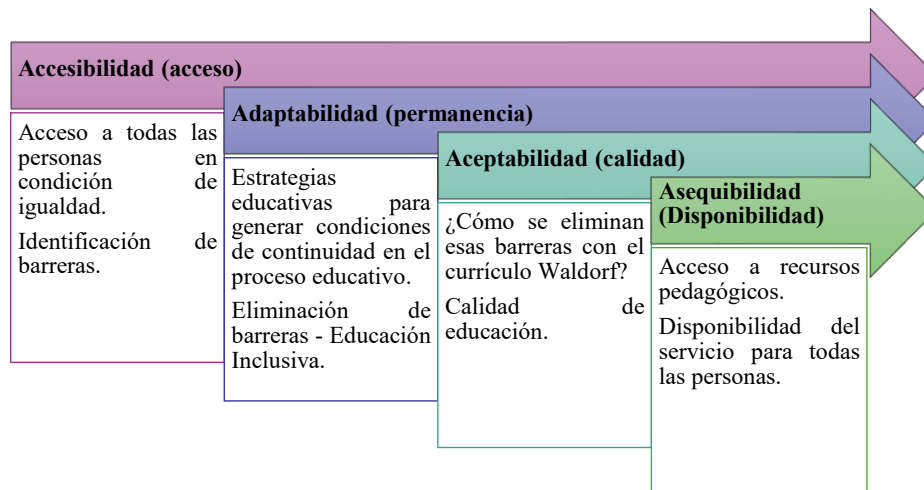 Accesibilidad (acceso)
Acceso a todas las
personas en
condición de
igualdad.
Identificación de
barreras.
Adaptabilidad (permanencia)
Estrategias
educativas para
generar condiciones
de continuidad en el
proceso educativo.
Eliminación de
barreras - Educación
Inclusiva.
Aceptabilidad (calidad)
¿Cómo se eliminan
esas barreras con el
currículo Waldorf?
Calidad de
educación.
Asequibilidad
(Disponibilidad)
Acceso a recursos
pedagógicos.
Disponibilidad del
servicio para todas
las personas.